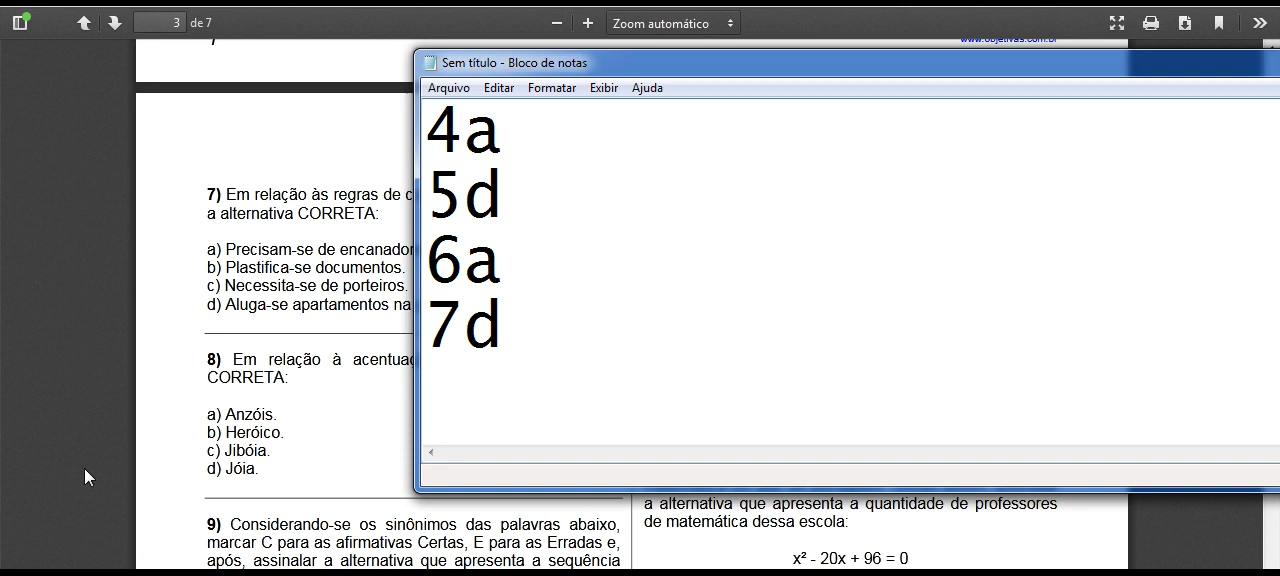 3 de 7
Zoom automático
www.objetivas.com.br
Sem título - Bloco de notas
Arquivo Editar Formatar Exibir Ajuda
4a
5d
6a
7d
7) Em relação às regras de
a alternativa CORRETA:
a) Precisam-se de
b) Plastifica-se documentos.
c) Necessita-se de porteiros.
d) Aluga-se apartamentos na
8) Em relação à
CORRETA:
a) Anzóis.
b) Heróico.
c) Jibóia.
d) Jóia.
9) Considerando-se os sinônimos das palavras abaixo,
marcar C para as afirmativas Certas, E para as Erradas e,
após, assinalar a alternativa que apresenta a sequência
a alternativa que apresenta a quantidade de professores
de matemática dessa escola:
x² - 20x + 96 = 0